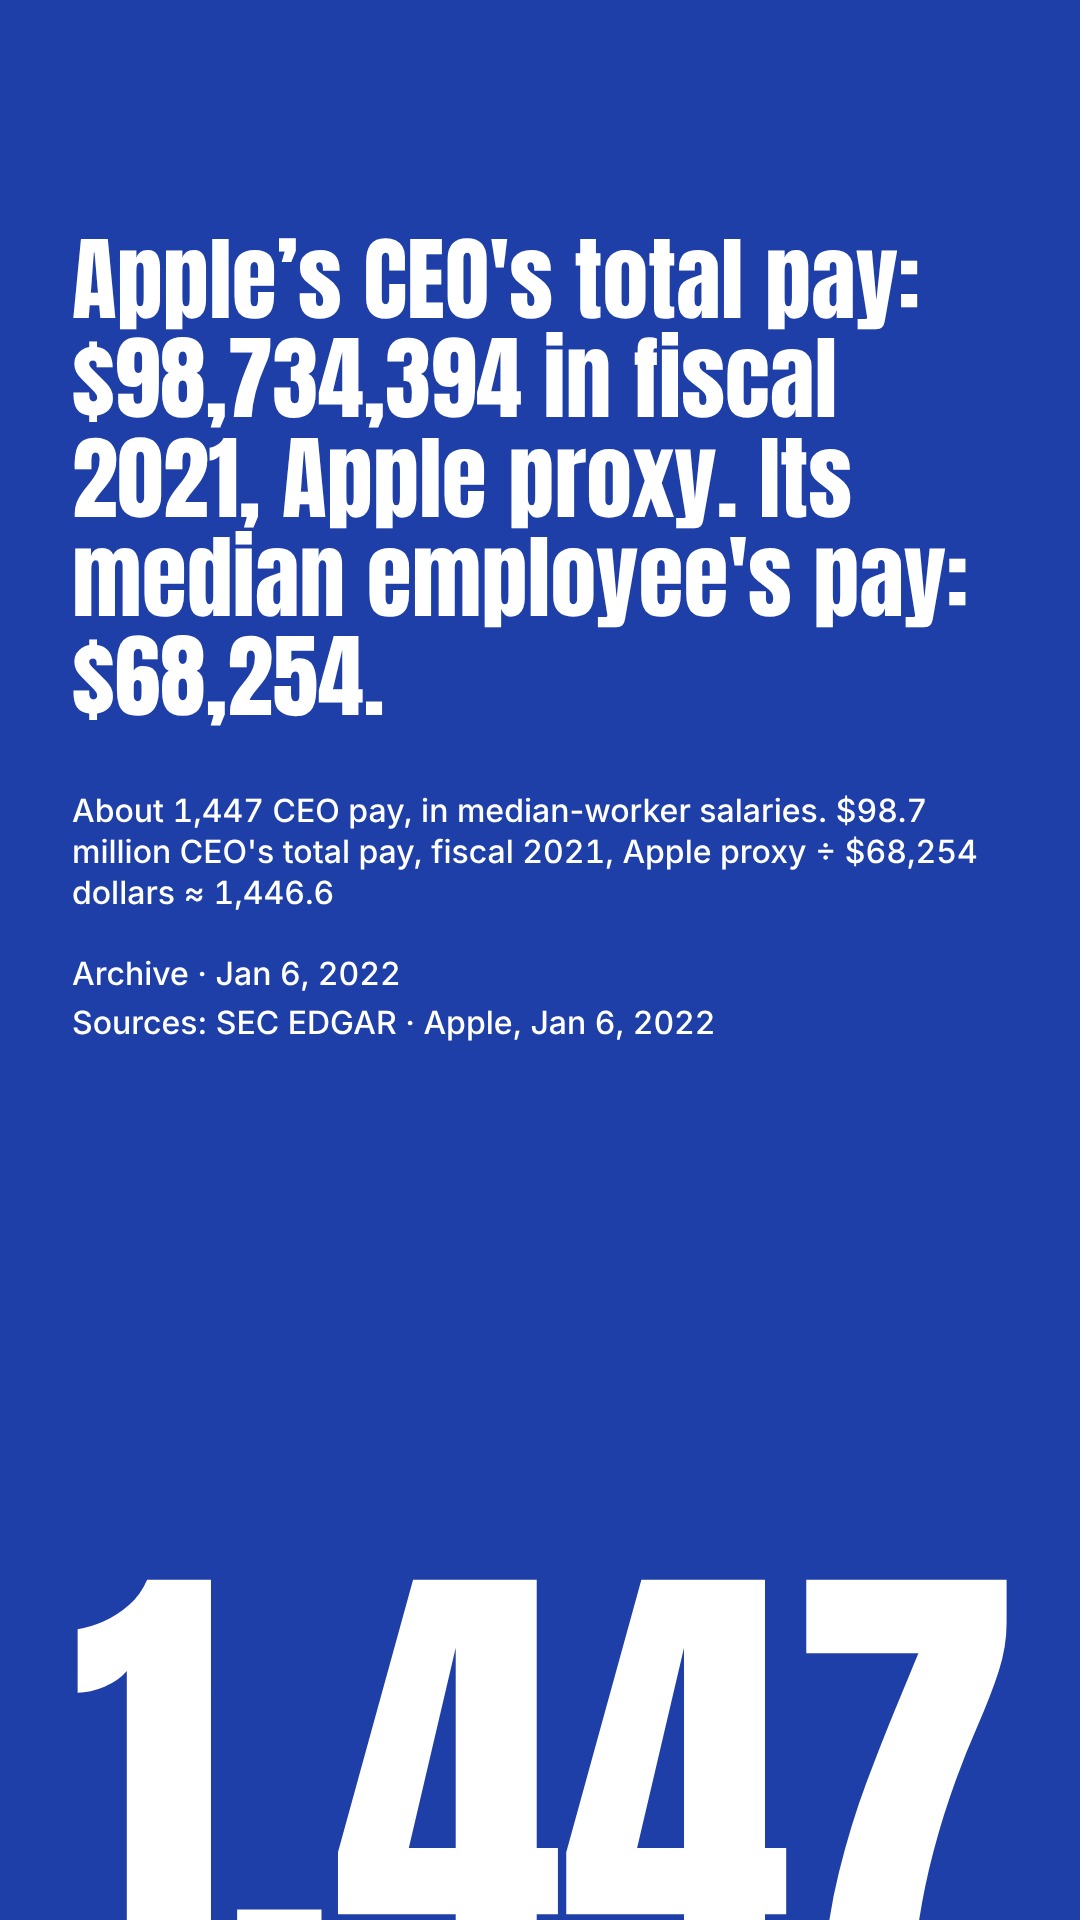 Apple’s CEO's total pay:
$98,734,394 in fiscal
2021, Apple proxy. Its
median employee's pay:
$68,254.
About 1,447 CEO pay, in median-worker salaries. $98.7
million CEO's total pay, fiscal 2021, Apple proxy ÷ $68,254
dollars ≈ 1,446.6
Archive · Jan 6, 2022
Sources: SEC EDGAR · Apple, Jan 6, 2022
1,447